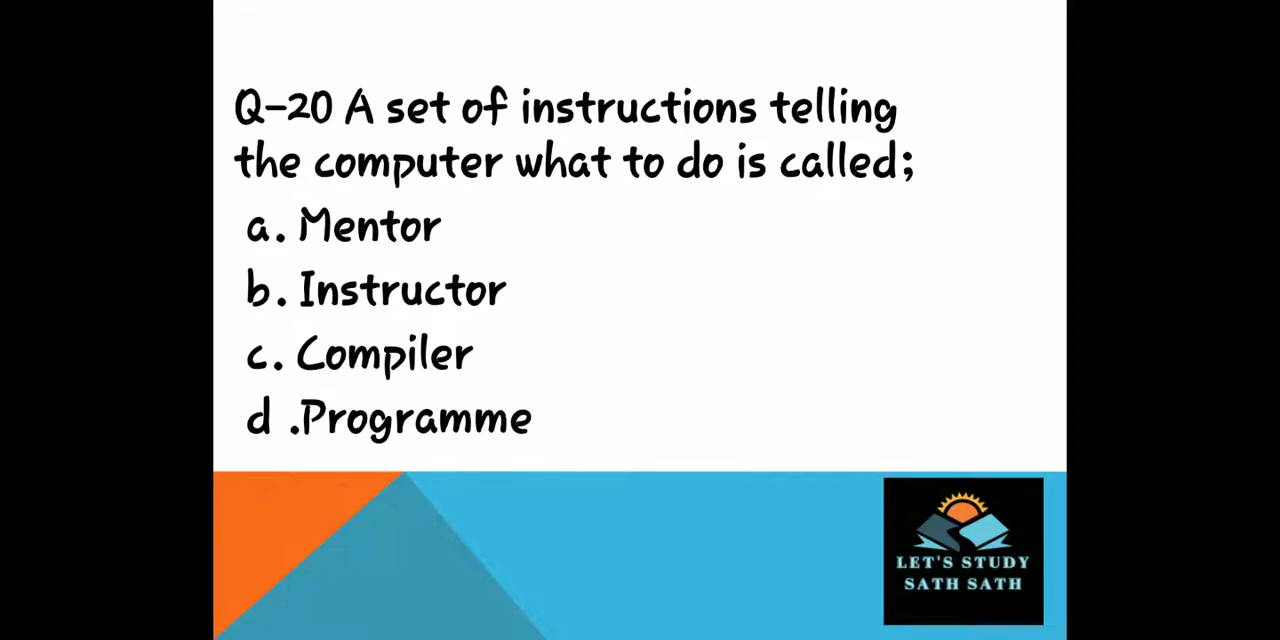 Q-20 A set of instructions telling
the computer what to do is called;
a. Mentor
b. Instructor
c. Compiler
d .Programme
LET'S STUDY
SATH SATH